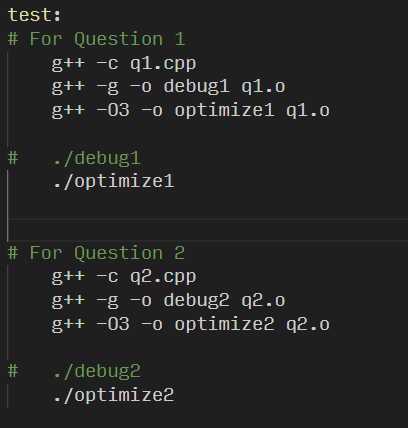 test:
# For Question 1
g++ -c q1.cpp
g++ -g -o debug1 q1.o
g++ -O3 -o optimize1 q1.o
#   ./debug1
./optimize1
# For Question 2
g++ -c q2.cpp
g++ -g -o debug2 q2.o
g++ -O3 -o optimize2 q2.o
#   ./debug2
./optimize2